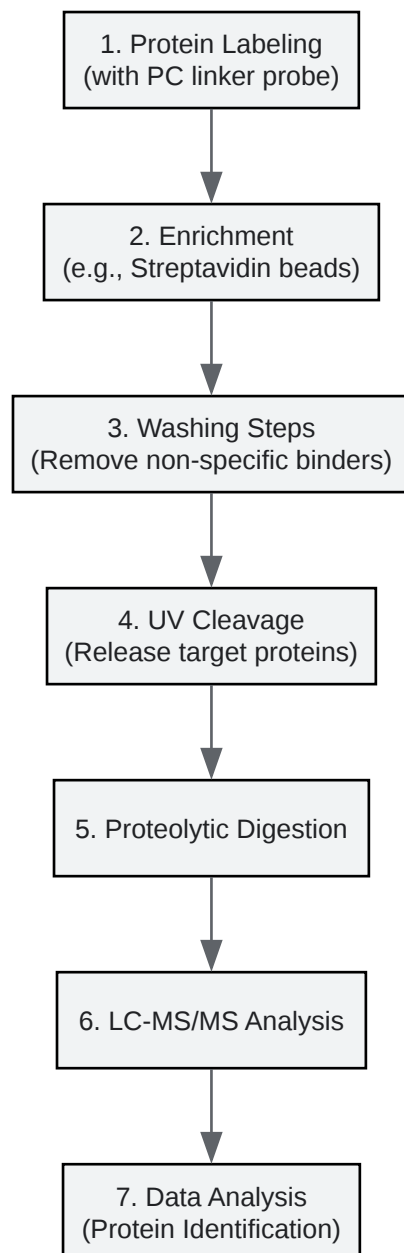 1. Protein Labeling
(with PC linker probe)
2. Enrichment
(e.g., Streptavidin beads)
3. Washing Steps
(Remove non-specific binders)
4. UV Cleavage
(Release target proteins)
5. Proteolytic Digestion
6. LC-MS/MS Analysis
7. Data Analysis
(Protein Identification)